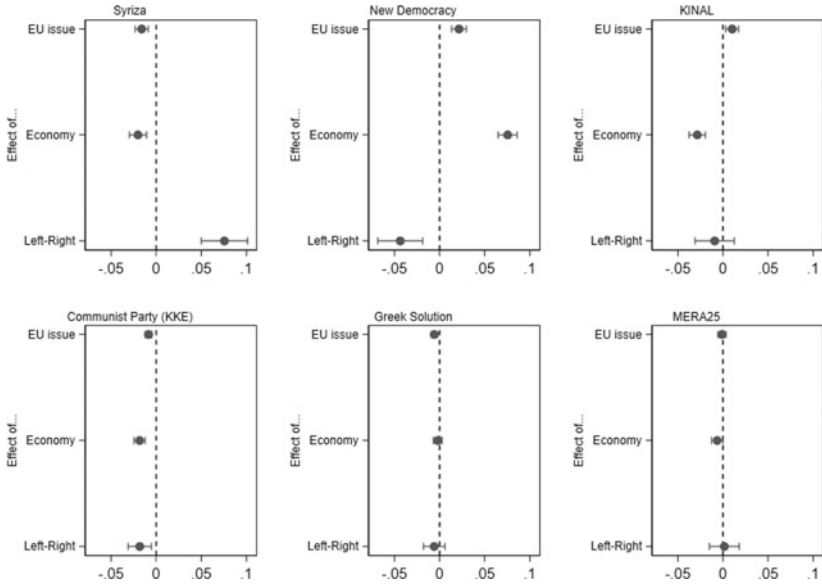 Syriza
EU issue
Economy
Left-Right
Effect of...
-.05 0 .05 .1
New Democracy
EU issue
Economy
Left-Right
Effect of...
-.05 0 .05 .1
KINAL
EU issue
Economy
Left-Right
Effect of...
-.05 0 .05 .1
Communist Party (KKE)
EU issue
Economy
Left-Right
Effect of...
-.05 0 .05 .1
Greek Solution
EU issue
Economy
Left-Right
Effect of...
-.05 0 .05 .1
MERA25
EU issue
Economy
Left-Right
Effect of...
-.05 0 .05 .1